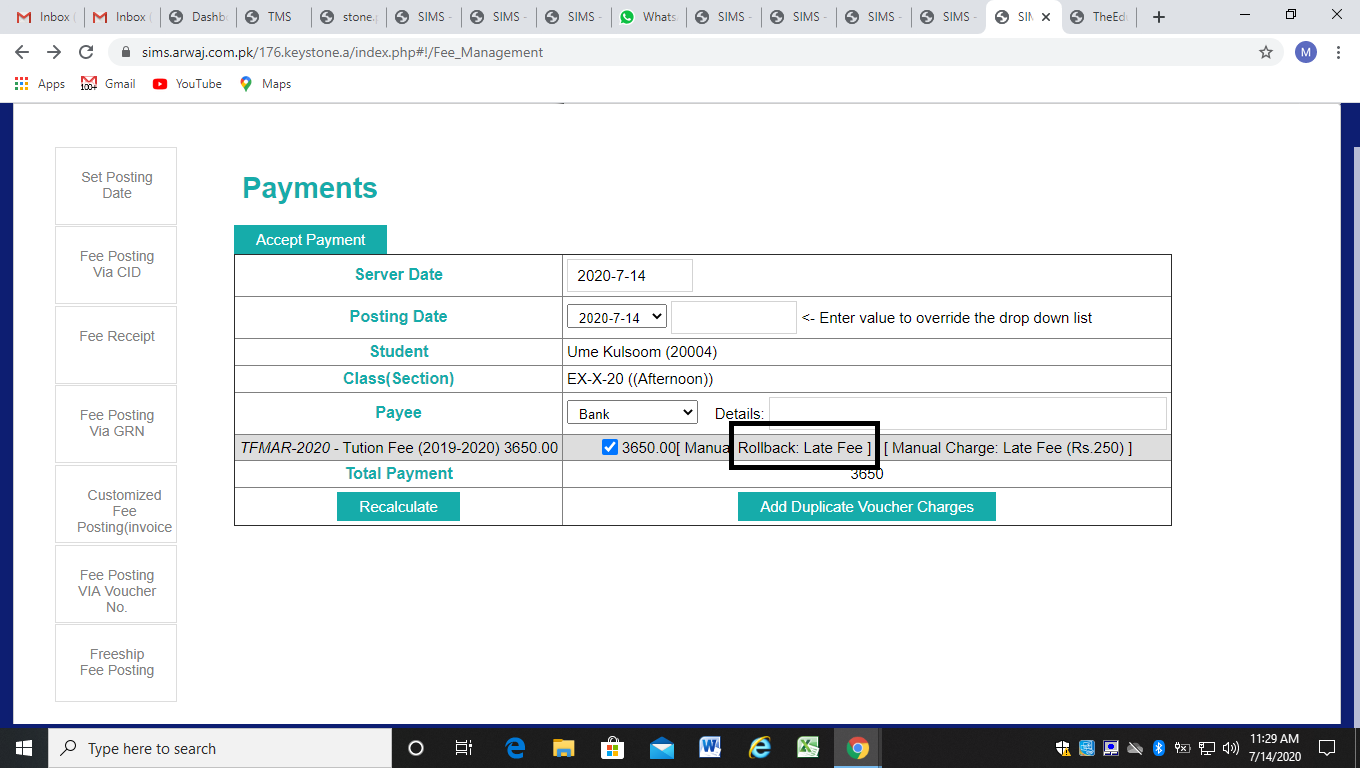 Inbox (
Inbox (
Dashb
TMS
stone.
SIMS -
SIMS -
SIMS -
Whats
SIMS -
SIMS -
SIMS -
SIMS -
SIM
TheEd
sims.arwaj.com.pk/176.keystone.a/index.php#!/Fee_Management
M
Apps
100+
Gmail
YouTube
Maps
Set Posting
Date
Fee Posting
Via CID
Fee Receipt
Fee Posting
Via GRN
Customized
Fee
Posting(invoice
Fee Posting
VIA Voucher
No.
Freeship
Fee Posting
Payments
Accept Payment
Server Date
2020-7-14
Posting Date
2020-7-14
<- Enter value to override the drop down list
Student
Ume Kulsoom (20004)
Class(Section)
EX-X-20 ((Afternoon))
Payee
Bank
Details:
TFMAR-2020 - Tution Fee (2019-2020) 3650.00
3650.00[ Manua Rollback: Late Fee ] [ Manual Charge: Late Fee (Rs.250) ]
Total Payment
3650
Recalculate
Add Duplicate Voucher Charges
Type here to search
11:29 AM
7/14/2020